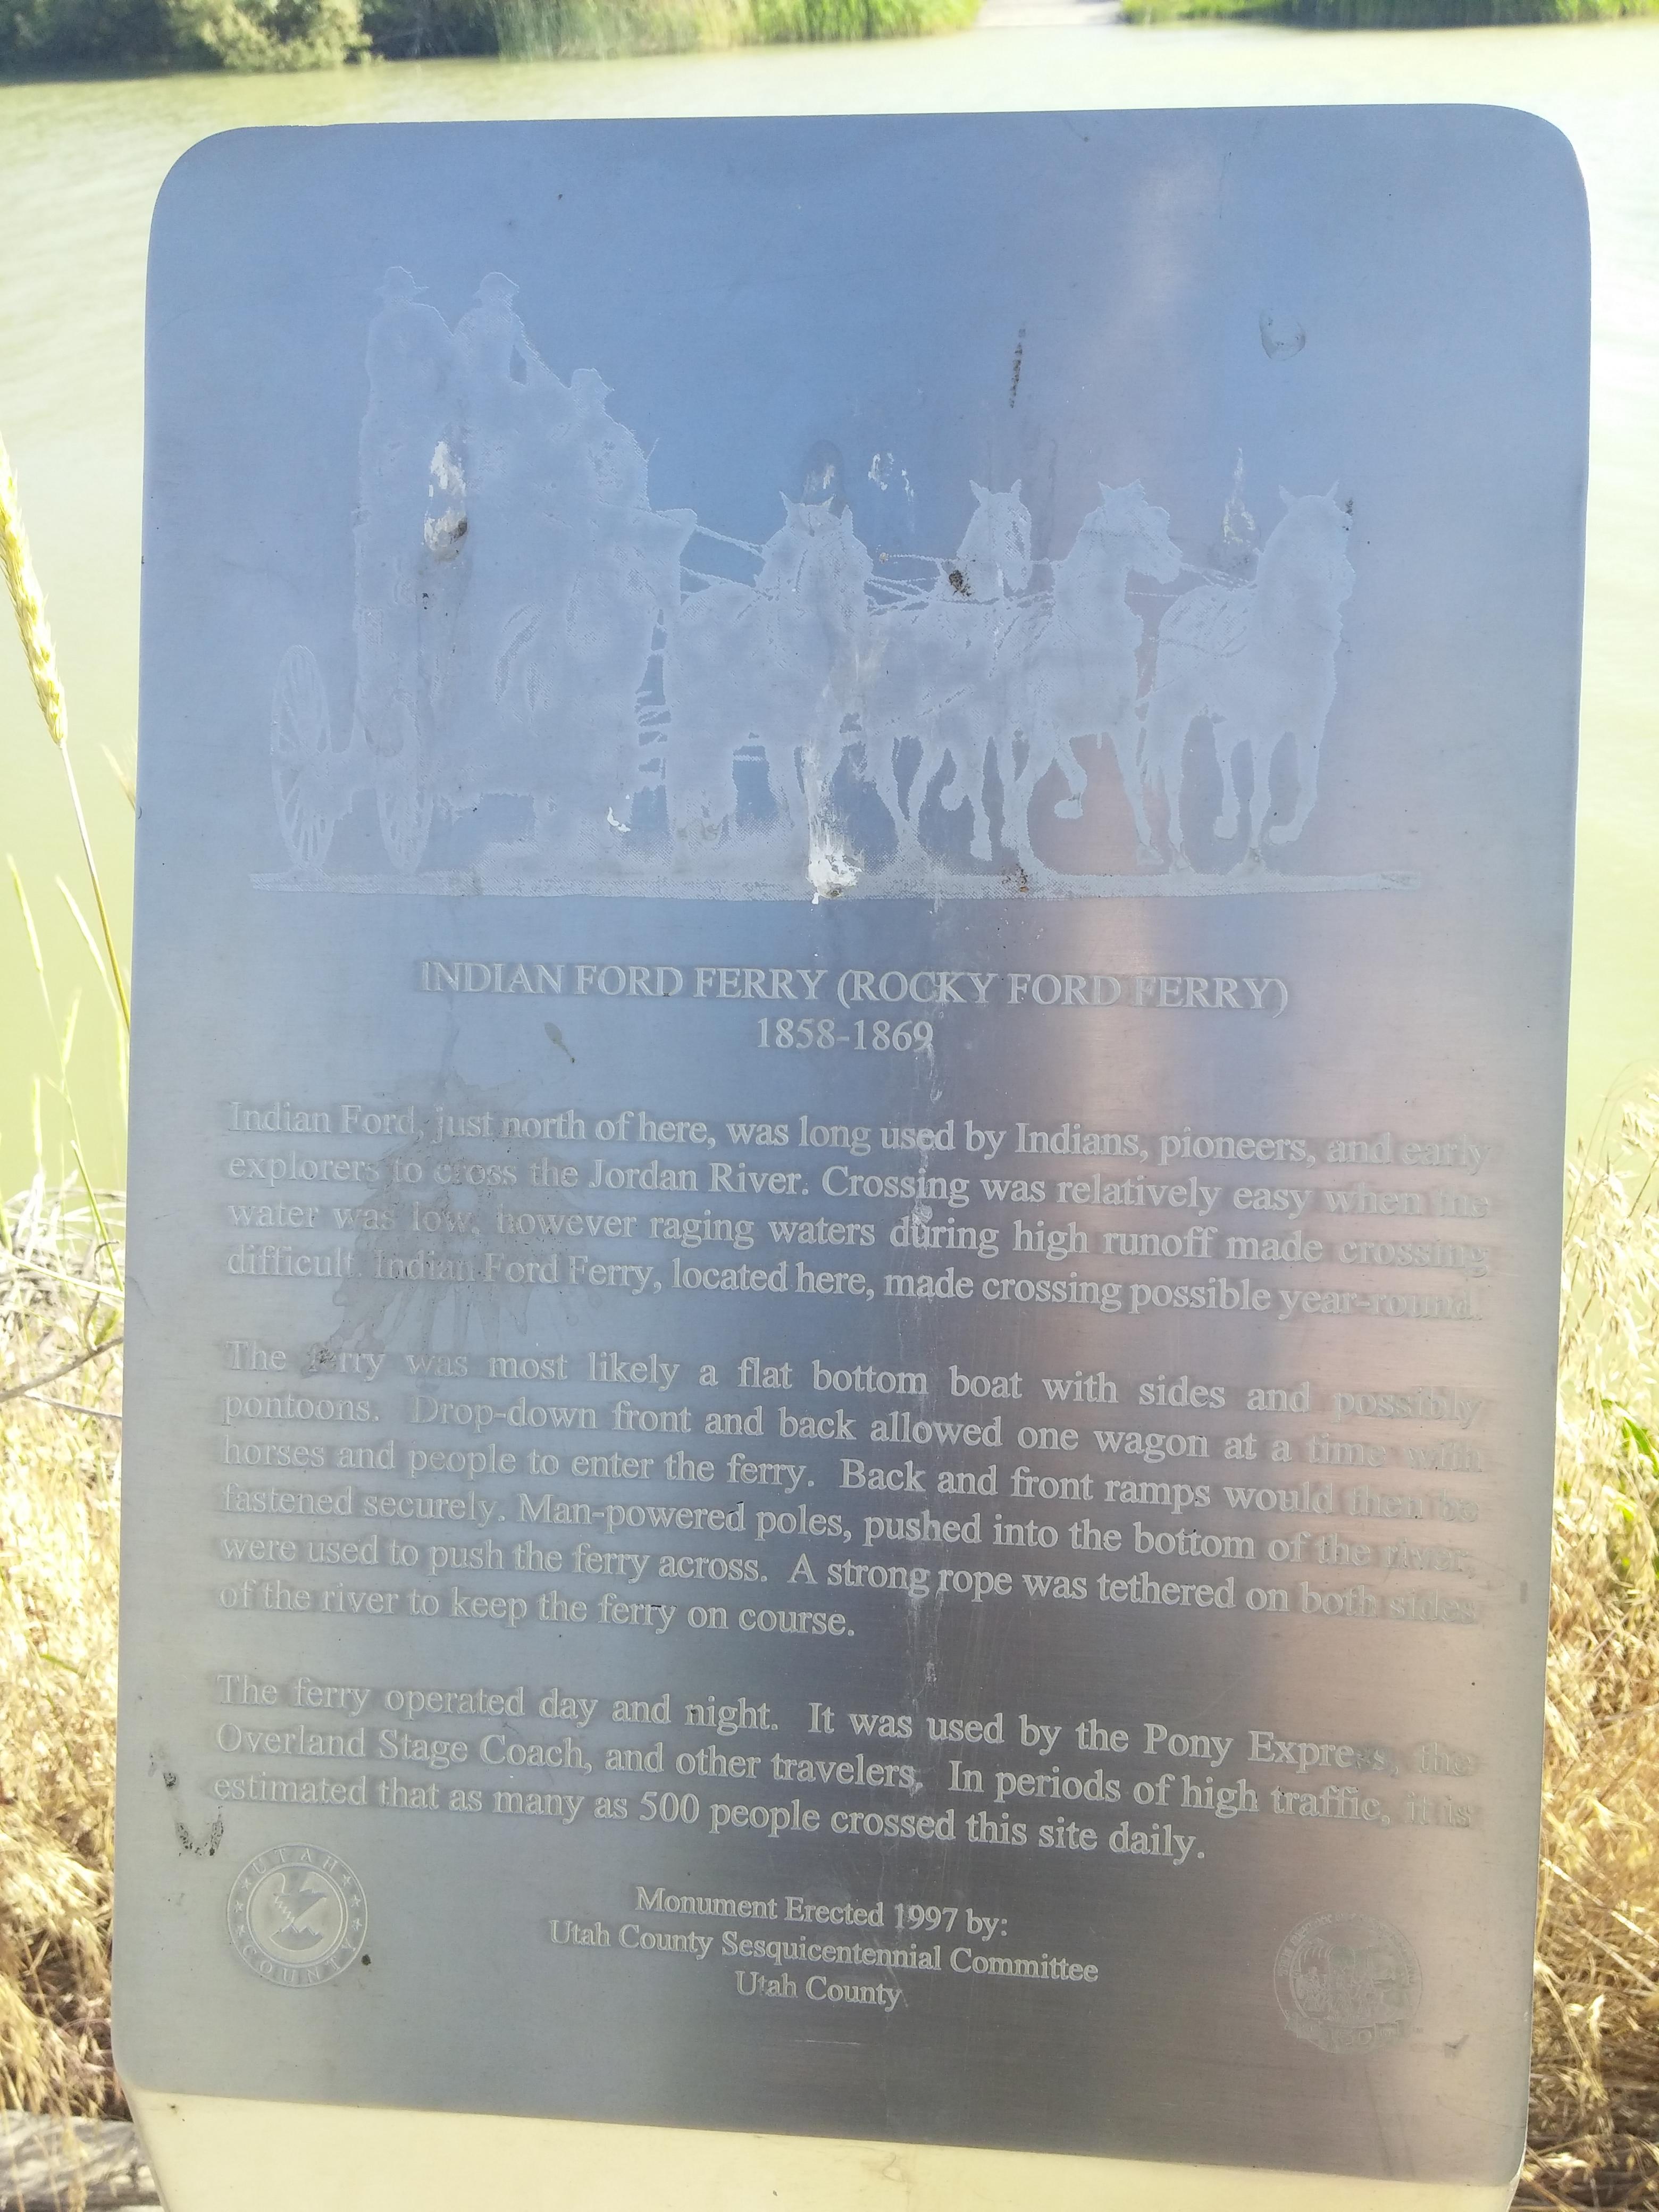 INDIAN FORD FERRY (ROCKY FORD FERRY)
1858-1869
Indian Ford, just north of here, was long used by Indians, pioneers, and early
explorers to cross the Jordan River. Crossing was relatively easy when the
water was low, however raging waters during high runoff made crossing
difficult. Indian Ford Ferry, located here, made crossing possible year-round.
The ferry was most likely a flat bottom boat with sides and possibly
pontoons. Drop-down front and back allowed one wagon at a time with
horses and people to enter the ferry. Back and front ramps would then be
fastened securely. Man-powered poles, pushed into the bottom of the river,
were used to push the ferry across. A strong rope was tethered on both sides
of the river to keep the ferry on course.
The ferry operated day and night. It was used by the Pony Express, the
Overland Stage Coach, and other travelers. In periods of high traffic, it is
estimated that as many as 500 people crossed this site daily.
Monument Erected 1997 by:
Utah County Sesquicentennial Committee
Utah County
UTAH
COUNTY